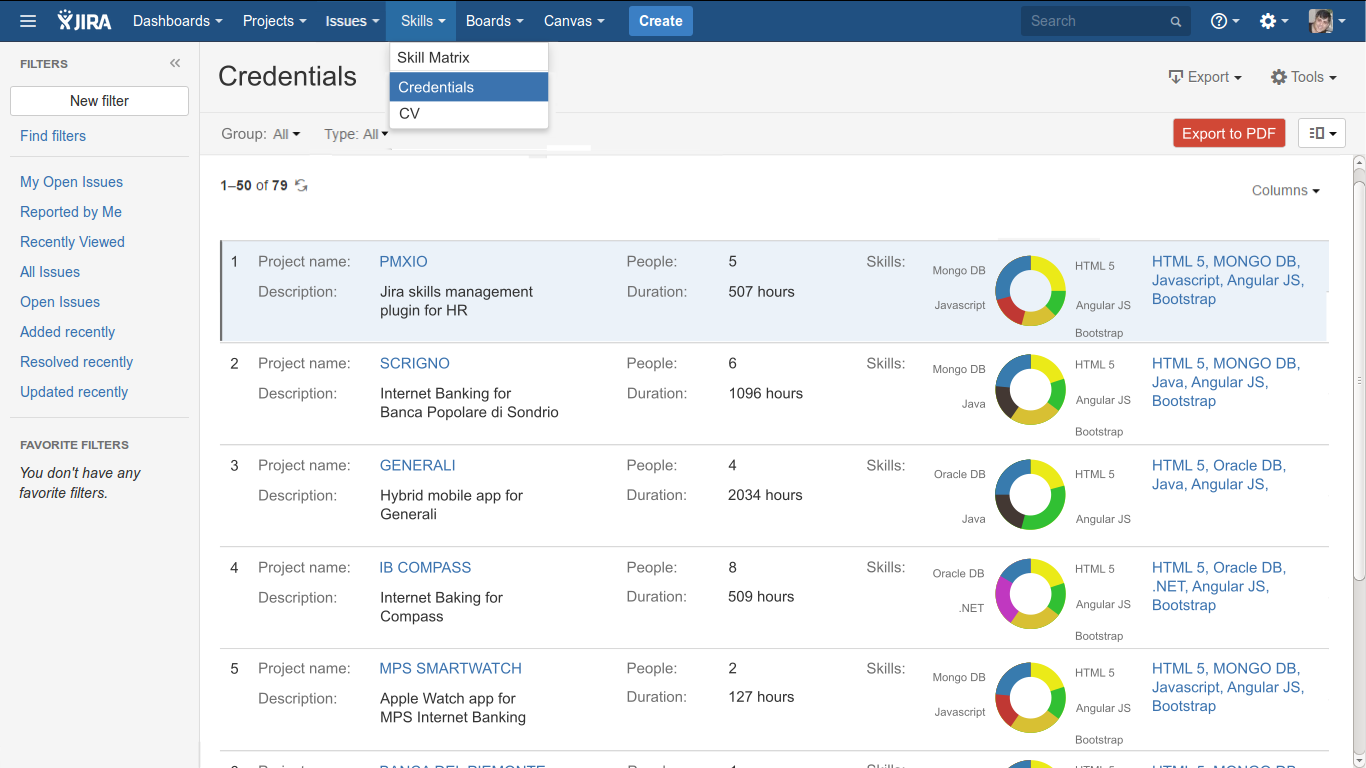 JIRA Dashboards Projects Issues Skills Boards Canvas Create Search
FILTERS
New filter
Find filters
My Open Issues
Reported by Me
Recently Viewed
All Issues
Open Issues
Added recently
Resolved recently
Updated recently
FAVORITE FILTERS
You don't have any
favorite filters.
Skill Matrix
Credentials
CV
Credentials
Export Tools
Group: All Type: All
Export to PDF
1–50 of 79
Columns
1 Project name: PMXIO People: 5 Skills:
Description: Jira skills management
plugin for HR
Duration: 507 hours
Mongo DB HTML 5
Javascript Angular JS
Bootstrap
HTML 5, MONGO DB,
Javascript, Angular JS,
Bootstrap
2 Project name: SCRIGNO People: 6 Skills:
Description: Internet Banking for
Banca Popolare di Sondrio
Duration: 1096 hours
Mongo DB HTML 5
Java Angular JS
Bootstrap
HTML 5, MONGO DB,
Java, Angular JS,
Bootstrap
3 Project name: GENERALI People: 4 Skills:
Description: Hybrid mobile app for
Generali
Duration: 2034 hours
Oracle DB HTML 5
Java Angular JS
HTML 5, Oracle DB,
Java, Angular JS,
4 Project name: IB COMPASS People: 8 Skills:
Description: Internet Baking for
Compass
Duration: 509 hours
Oracle DB HTML 5
.NET Angular JS
Bootstrap
HTML 5, Oracle DB,
.NET, Angular JS,
Bootstrap
5 Project name: MPS SMARTWATCH People: 2 Skills:
Description: Apple Watch app for
MPS Internet Banking
Duration: 127 hours
Mongo DB HTML 5
Javascript Angular JS
Bootstrap
HTML 5, MONGO DB,
Javascript, Angular JS,
Bootstrap
Project name: BANCA DEL PIEMONTE People: Skills:
HTML 5, MONGO DB,